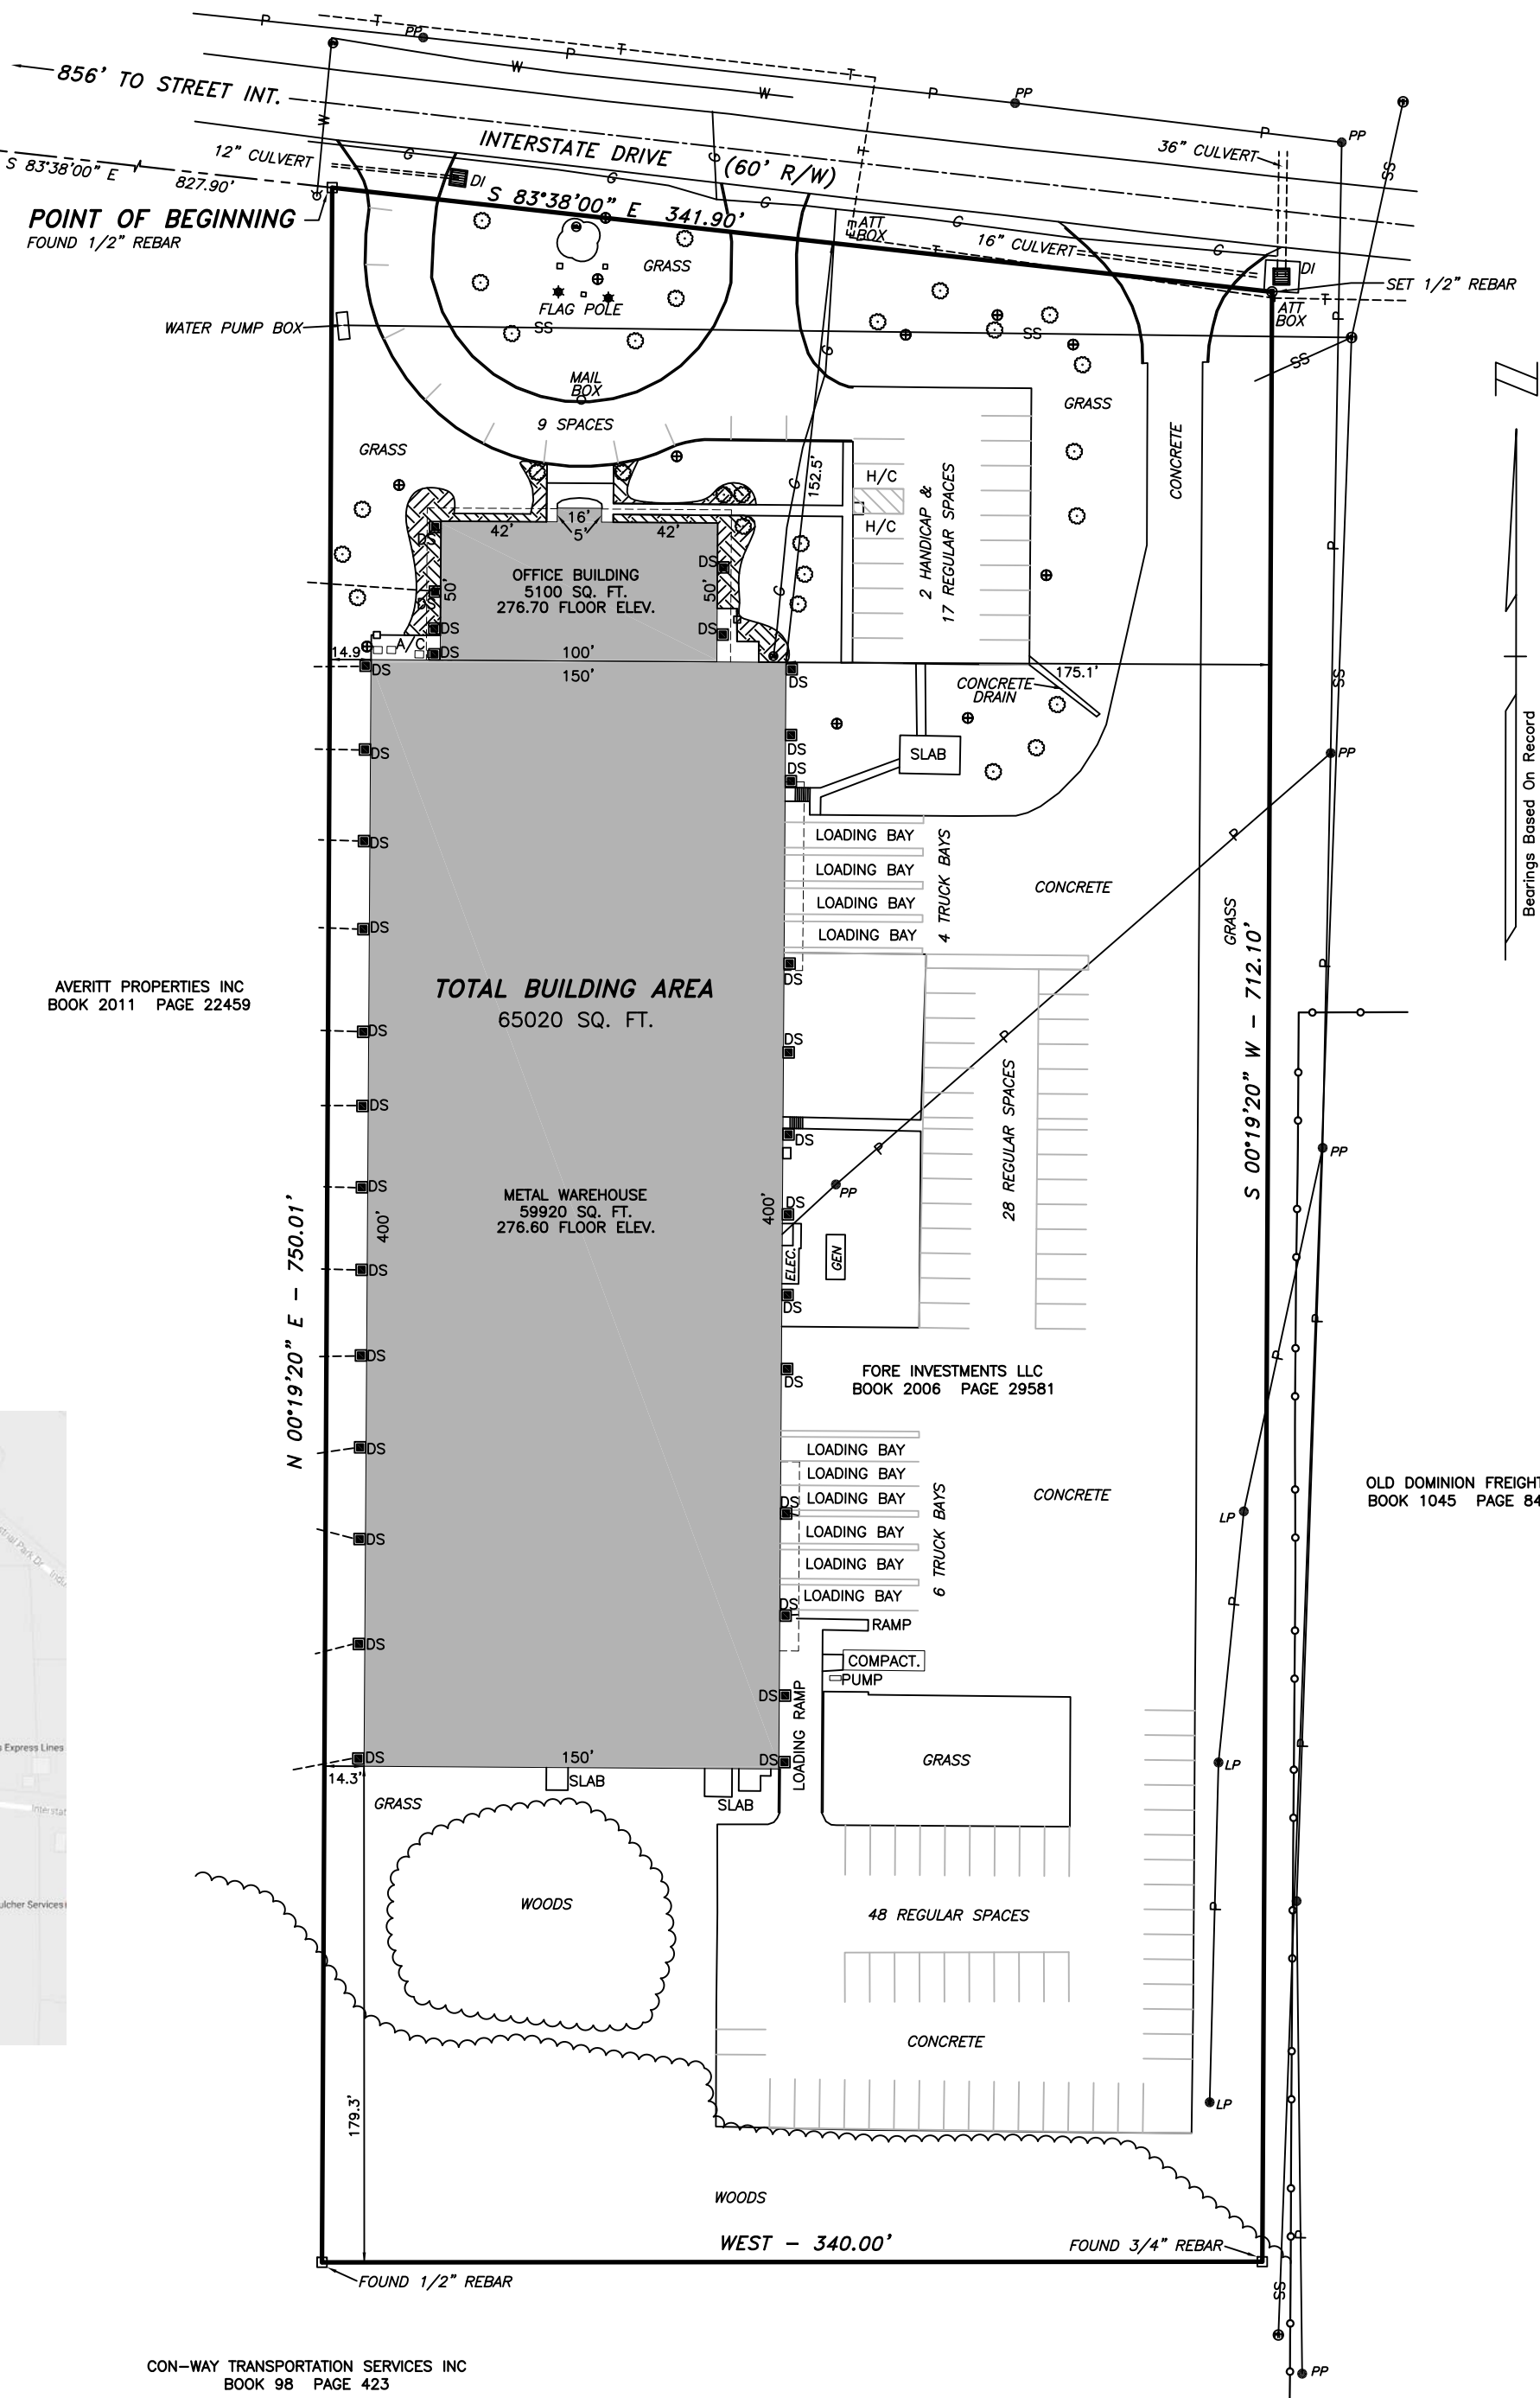 P
T
PP
P
T
W
W
T
P
PP
P
PP
856' TO STREET INT.
W
INTERSTATE DRIVE (60' R/W)
36" CULVERT
SS
12" CULVERT
G
G
G
T
S 83°38'00" E
827.90'
DI
S 83°38'00" E 341.90'
G
G
G
POINT OF BEGINNING
FOUND 1/2" REBAR
ATT
BOX
T
16" CULVERT
DI
GRASS
SET 1/2" REBAR
T
ATT
BOX
P
FLAG POLE
WATER PUMP BOX
SS
SS
SS
G
MAIL
BOX
GRASS
9 SPACES
GRASS
CONCRETE
G
152.5'
H/C
H/C
2 HANDICAP &
17 REGULAR SPACES
16'
5'
42'
42'
DS
DS
P
OFFICE BUILDING
5100 SQ. FT.
276.70 FLOOR ELEV.
50'
50'
G
DS
DS
DS
A/C
DS
14.9'
100'
150'
DS
DS
175.1'
CONCRETE
DRAIN
SS
DS
DS
SLAB
PP
DS
Bearings Based On Record
LOADING BAY
LOADING BAY
LOADING BAY
LOADING BAY
4 TRUCK BAYS
P
DS
CONCRETE
DS
GRASS
P
DS
AVERITT PROPERTIES INC
BOOK 2011 PAGE 22459
TOTAL BUILDING AREA
65020 SQ. FT.
S 00°19'20" W - 712.10'
DS
DS
P
DS
28 REGULAR SPACES
DS
P
PP
METAL WAREHOUSE
59920 SQ. FT.
276.60 FLOOR ELEV.
DS
DS
PP
400'
400'
N 00°19'20" E - 750.01'
ELEC.
GEN
DS
DS
P
P
DS
DS
FORE INVESTMENTS LLC
BOOK 2006 PAGE 29581
DS
LOADING BAY
LOADING BAY
LOADING BAY
LOADING BAY
LOADING BAY
LOADING BAY
6 TRUCK BAYS
DS
DS
CONCRETE
OLD DOMINION FREIGHT
BOOK 1045 PAGE 84
LP
DS
P
RAMP
DS
COMPACT.
PUMP
DS
LOADING RAMP
P
Express Lines
DS
150'
DS
GRASS
LP
14.3'
SLAB
SLAB
GRASS
WOODS
48 REGULAR SPACES
P
CONCRETE
179.3'
LP
WOODS
WEST - 340.00'
FOUND 3/4" REBAR
P
FOUND 1/2" REBAR
SS
CON-WAY TRANSPORTATION SERVICES INC
BOOK 98 PAGE 423
PP